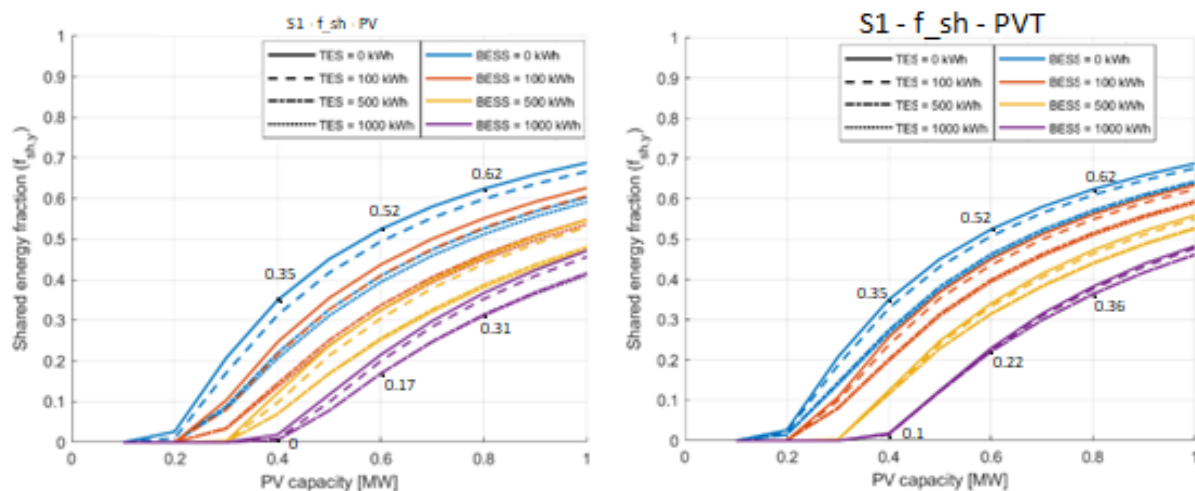 S1 - f_sh - PV
TES = 0 kWh BESS = 0 kWh
TES = 100 kWh BESS = 100 kWh
TES = 500 kWh BESS = 500 kWh
TES = 1000 kWh BESS = 1000 kWh
Shared energy fraction (f_sh,y)
1
0.9
0.8
0.7
0.6
0.5
0.4
0.3
0.2
0.1
0
0.62
0.52
0.35
0.31
0.17
0
0 0.2 0.4 0.6 0.8 1
PV capacity [MW]
S1 - f_sh - PVT
TES = 0 kWh BESS = 0 kWh
TES = 100 kWh BESS = 100 kWh
TES = 500 kWh BESS = 500 kWh
TES = 1000 kWh BESS = 1000 kWh
Shared energy fraction (f_sh,y)
1
0.9
0.8
0.7
0.6
0.5
0.4
0.3
0.2
0.1
0
0.62
0.52
0.35
0.36
0.22
0.1
0 0.2 0.4 0.6 0.8 1
PV capacity [MW]